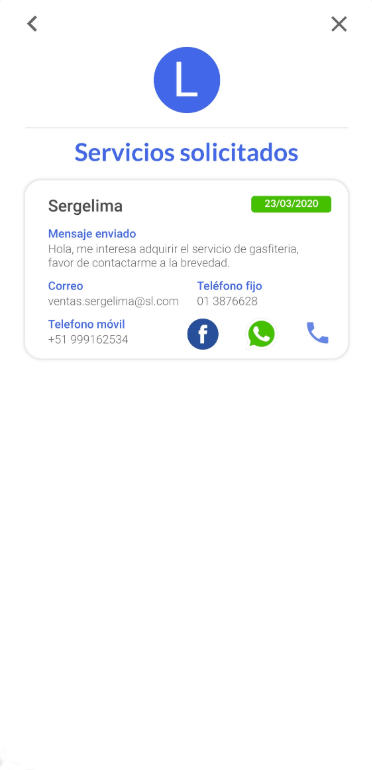 L
Servicios solicitados
Sergelima
23/03/2020
Mensaje enviado
Hola, me interesa adquirir el servicio de gasfiteria,
favor de contactarme a la brevedad.
Correo
Teléfono fijo
ventas.sergelima@sl.com
01 3876628
Telefono móvil
+51 999162534